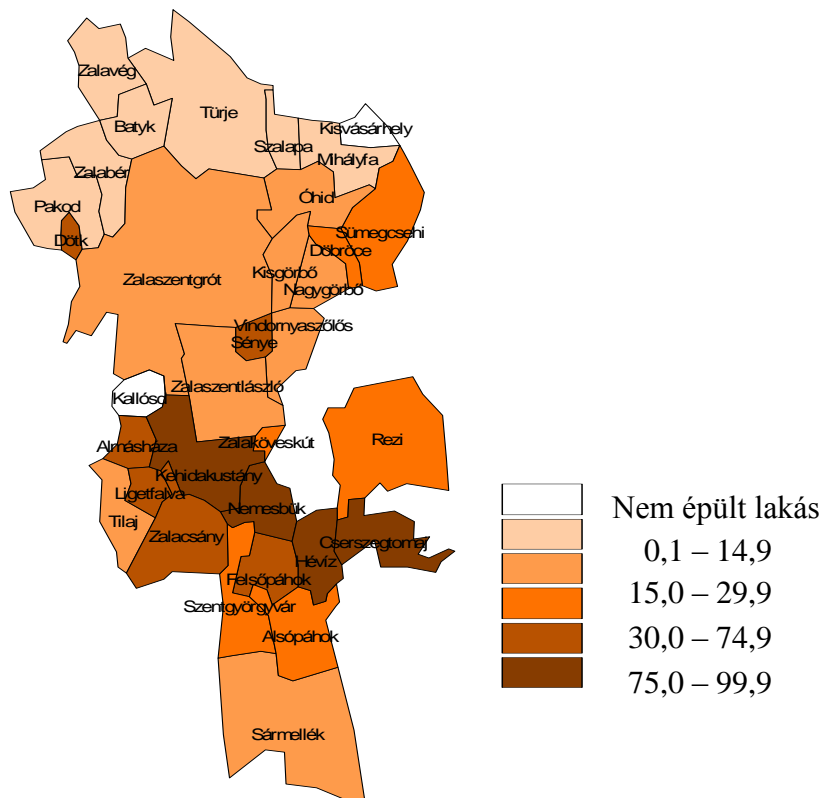 Zalavég
Türje
Batyk
Kisvásárhely
Szalapa
Mihályfa
Zalabér
Pakod
Óhid
Dötk
Sümegcsehi
Döbröce
Zalaszentgrót
Kisgörbő
Nagygörbő
Vindornyaszőlős
Sénye
Zalaszentlászló
Kallósd
Almásháza
Zalaköveskút
Rezi
Kehidakustány
Ligetfalva
Nemesbük
Tilaj
Zalacsány
Cserszegtomaj
Hévíz
Felsőpáhok
Szentgyörgyvár
Alsópáhok
Sármellék
Nem épült lakás
0,1 – 14,9
15,0 – 29,9
30,0 – 74,9
75,0 – 99,9